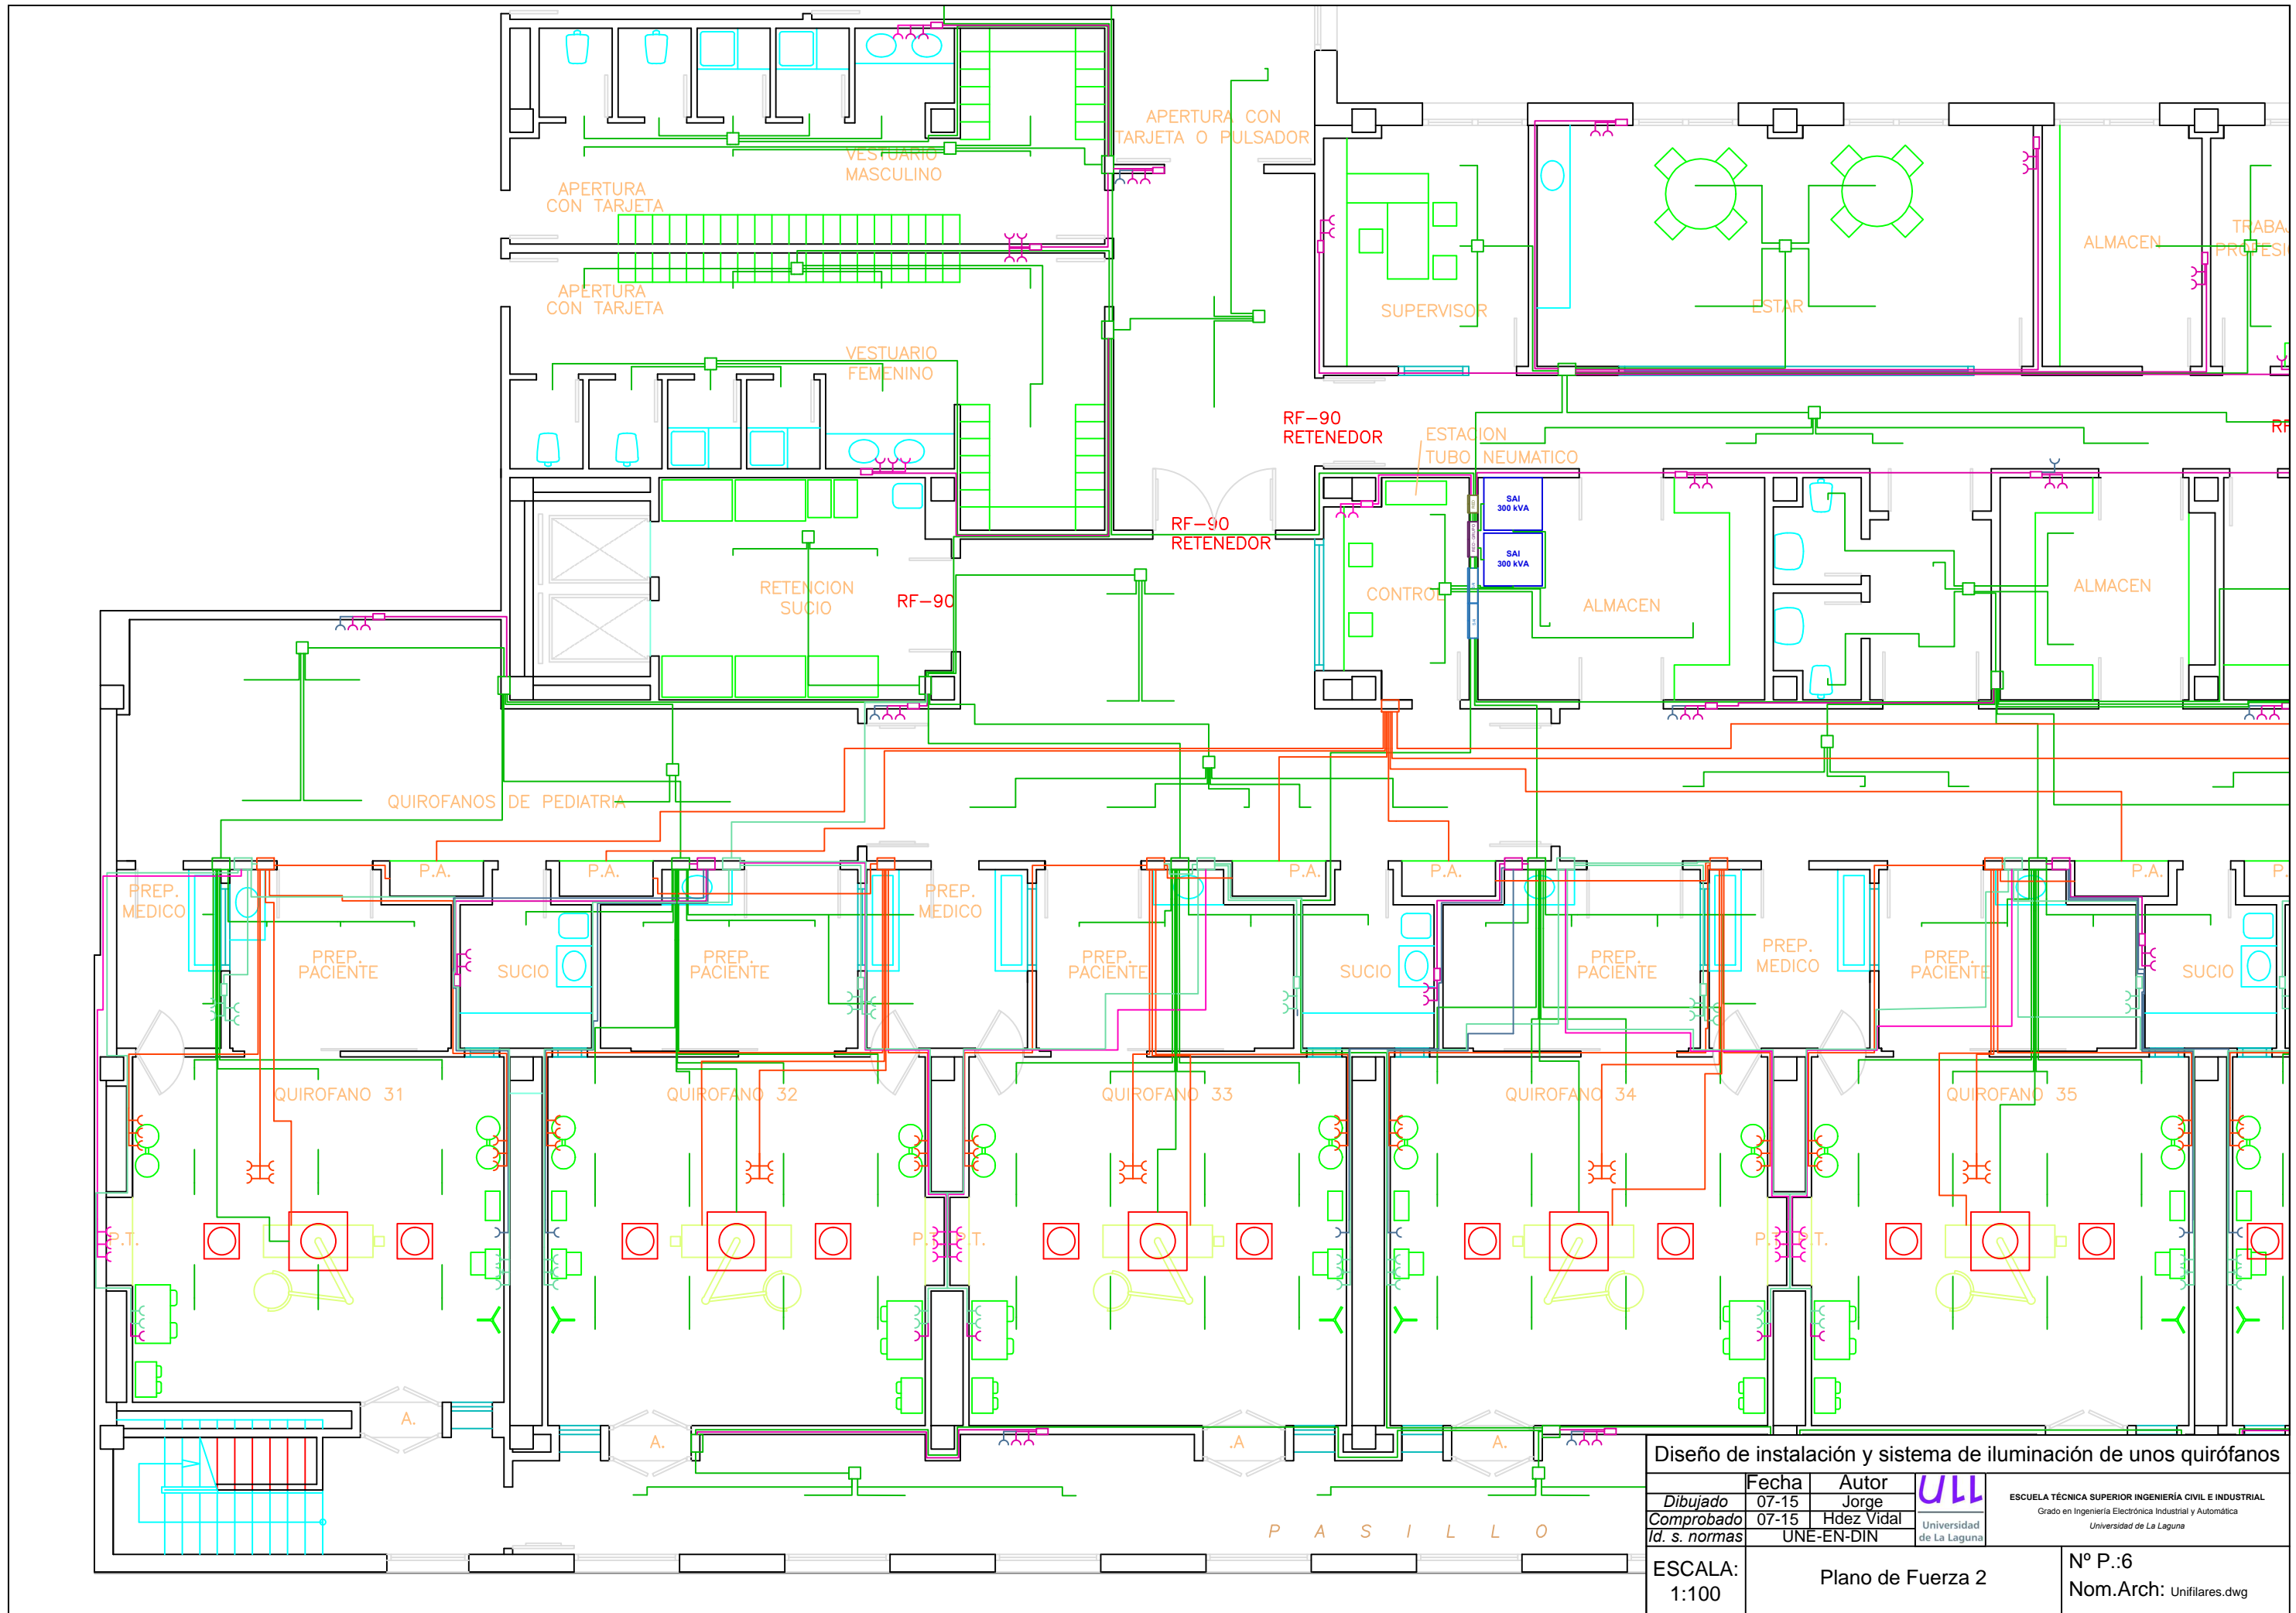 APERTURA CON
TARJETA O PULSADOR
VESTUARIO
MASCULINO
APERTURA
CON TARJETA
APERTURA
CON TARJETA
VESTUARIO
FEMENINO
SUPERVISOR
ESTAR
ALMACEN
TRABA
PROFESI
RF-90
RETENEDOR
ESTACION
TUBO NEUMATICO
RF
RF-90
RETENEDOR
SAI
300 kVA
SAI
300 kVA
RETENCION
SUCIO
RF-90
CONTROL
ALMACEN
ALMACEN
QUIROFANOS DE PEDIATRIA
P.A.
P.A.
P.A.
P.A.
P.A.
P.
PREP.
MEDICO
PREP.
PACIENTE
SUCIO
PREP.
PACIENTE
PREP.
MEDICO
PREP.
PACIENTE
SUCIO
PREP.
PACIENTE
PREP.
MEDICO
PREP.
PACIENTE
SUCIO
QUIROFANO 31
QUIROFANO 32
QUIROFANO 33
QUIROFANO 34
QUIROFANO 35
P.T.
P.T.
P.T.
P.T.
P.T.
A.
A.
.A
A.
PASILLO
Diseño de instalación y sistema de iluminación de unos quirófanos
Fecha Autor
Dibujado 07-15 Jorge
Comprobado 07-15 Hdez Vidal
Id. s. normas UNE-EN-DIN
ULL
Universidad
de La Laguna
ESCUELA TÉCNICA SUPERIOR INGENIERÍA CIVIL E INDUSTRIAL
Grado en Ingeniería Electrónica Industrial y Automática
Universidad de La Laguna
ESCALA:
1:100
Plano de Fuerza 2
Nº P.:6
Nom.Arch: Unifilares.dwg